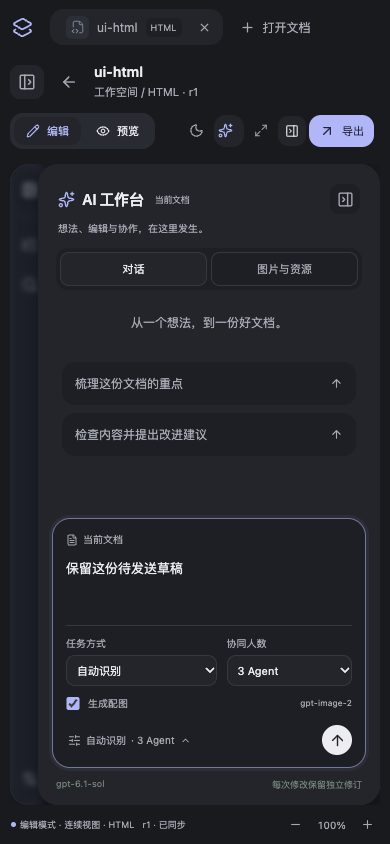 ui-html HTML
打开文档
ui-html
工作空间 / HTML · r1
编辑 预览 导出
AI 工作台 当前文档
想法、编辑与协作，在这里发生。
对话 图片与资源
从一个想法，到一份好文档。
梳理这份文档的重点
检查内容并提出改进建议
当前文档
保留这份待发送草稿
任务方式 协同人数
自动识别 3 Agent
生成配图 gpt-image-2
自动识别 · 3 Agent
gpt-6.1-sol 每次修改保留独立修订
编辑模式 · 连续视图 · HTML r1 · 已同步 100%